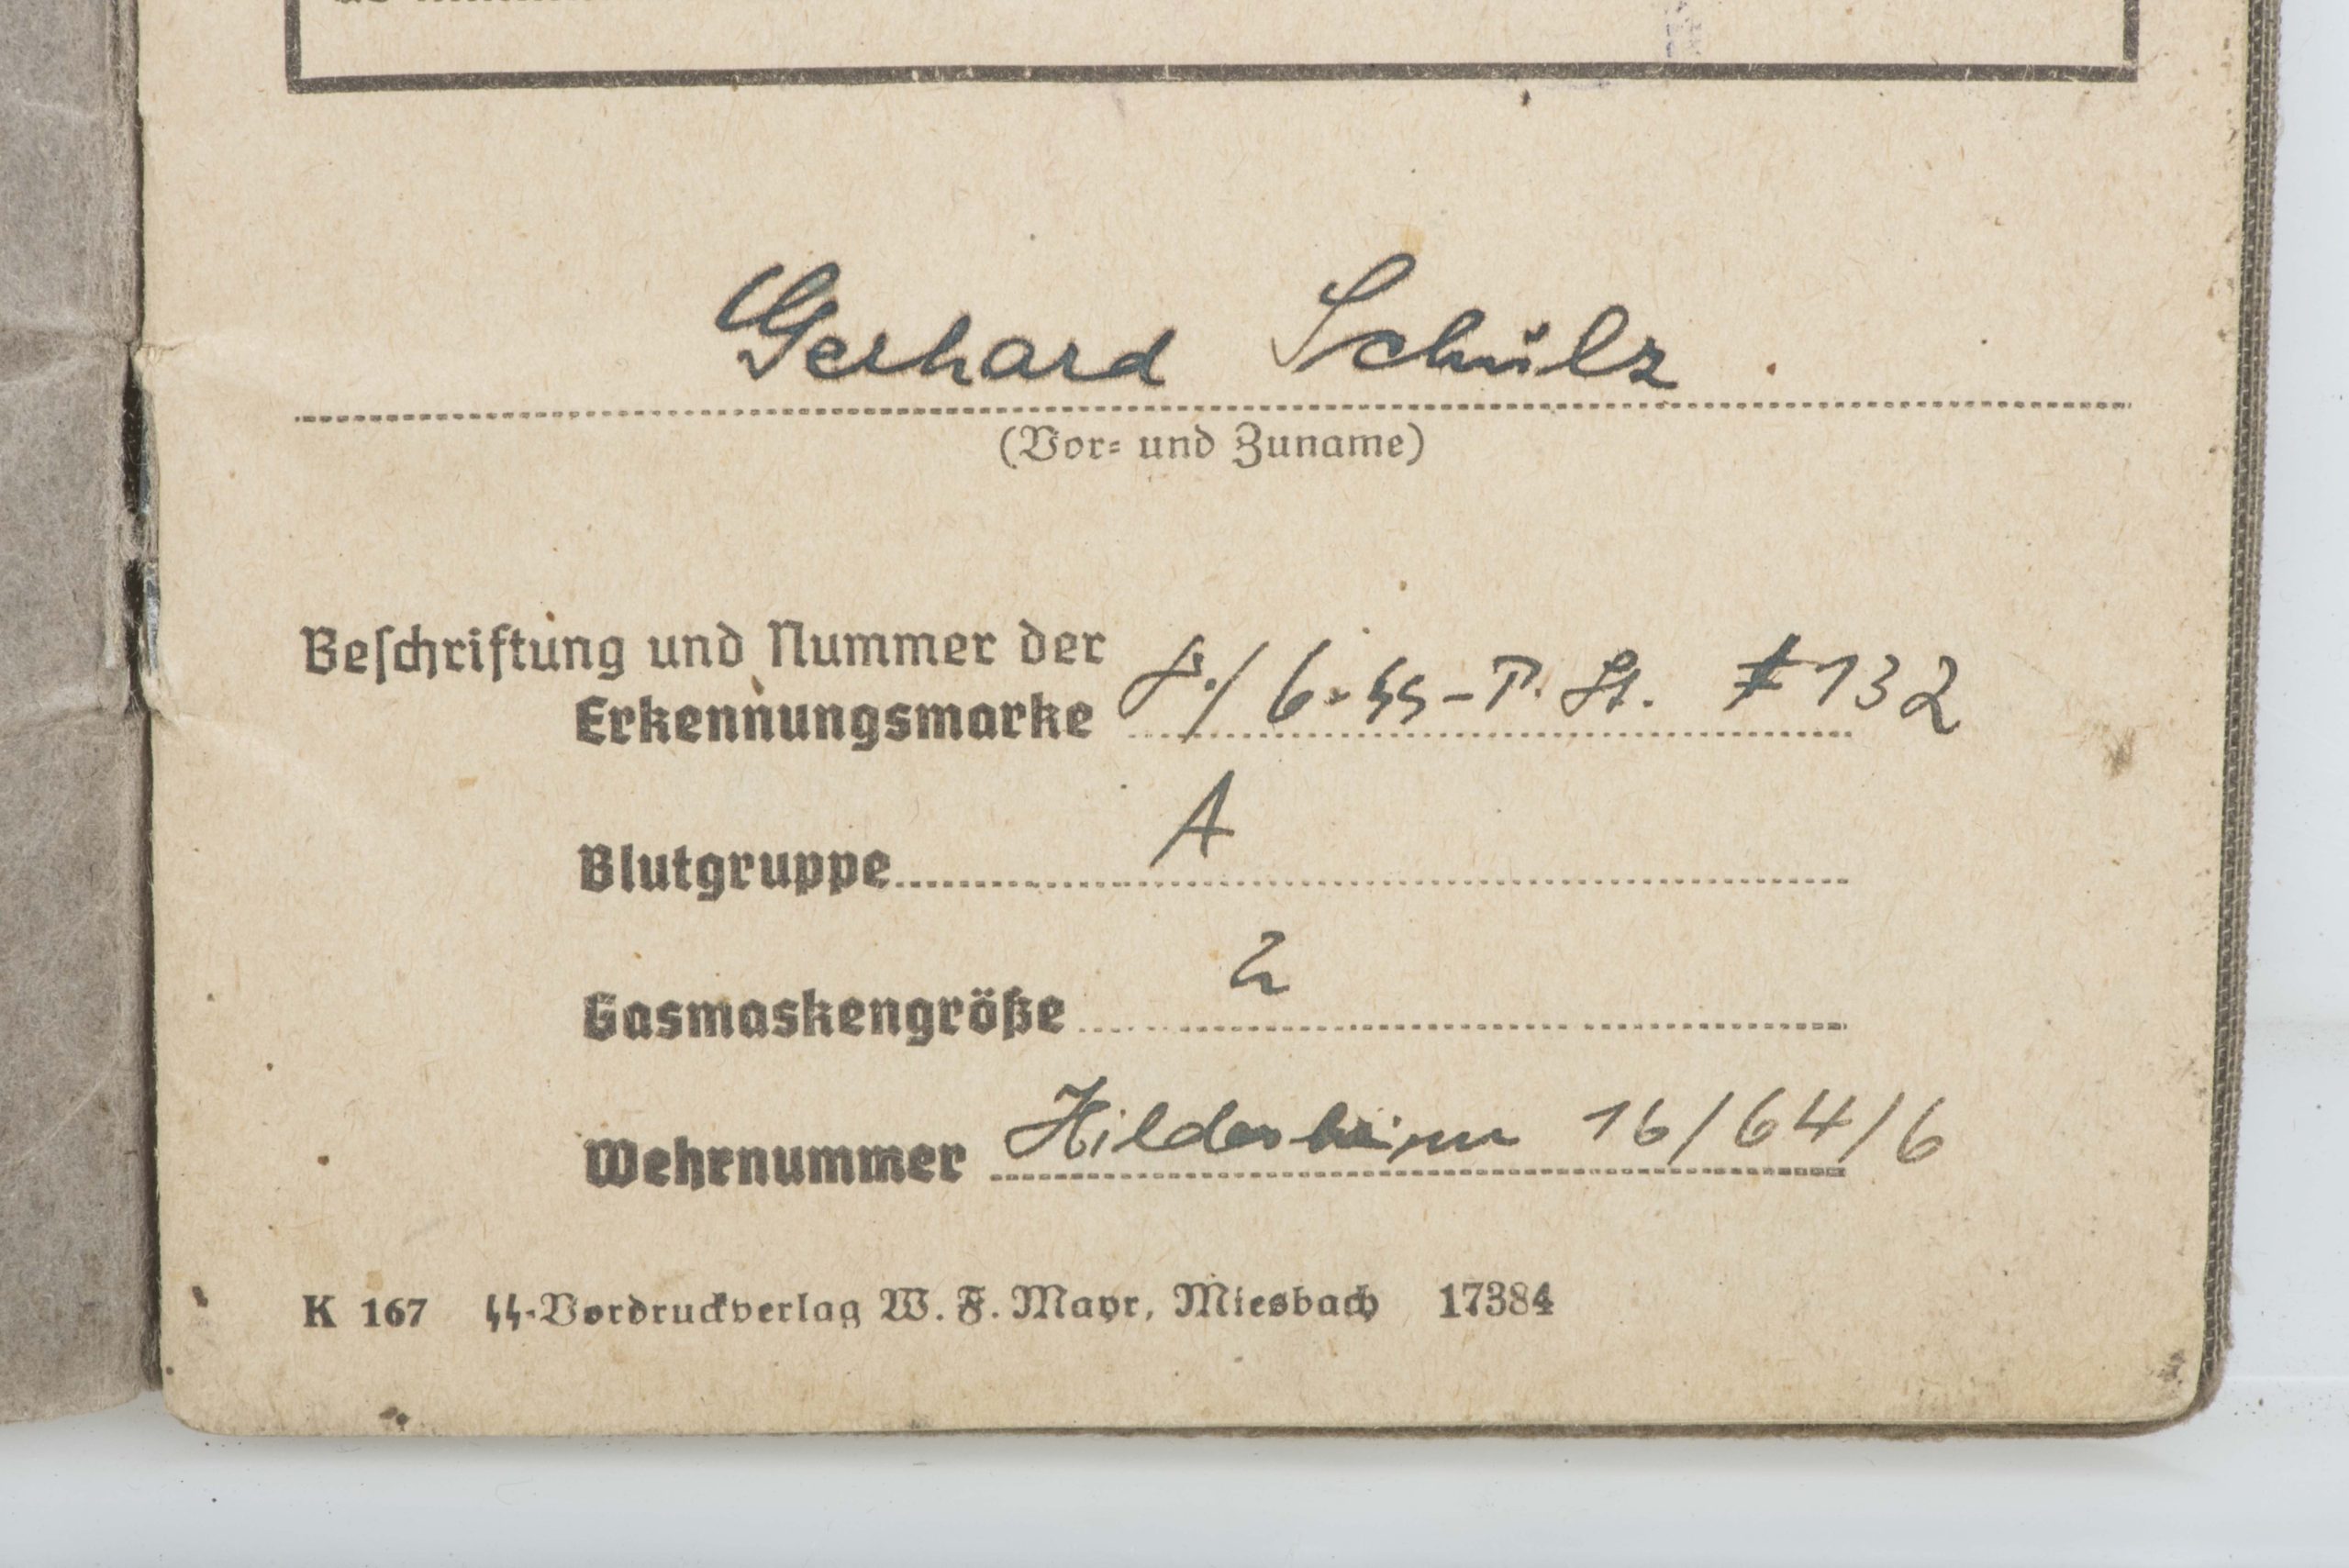 Gerhard Schülz
(Vor- und Zuname)
Beschriftung und Nummer der
Erkennungsmarke /6. SS-P. St. 132
Blutgruppe A
Gasmaskengröße 2
Wehrnummer Hildesheim 16/64/6
K 167 SS-Vordruckverlag W. F. Mayr, Miesbach 17384